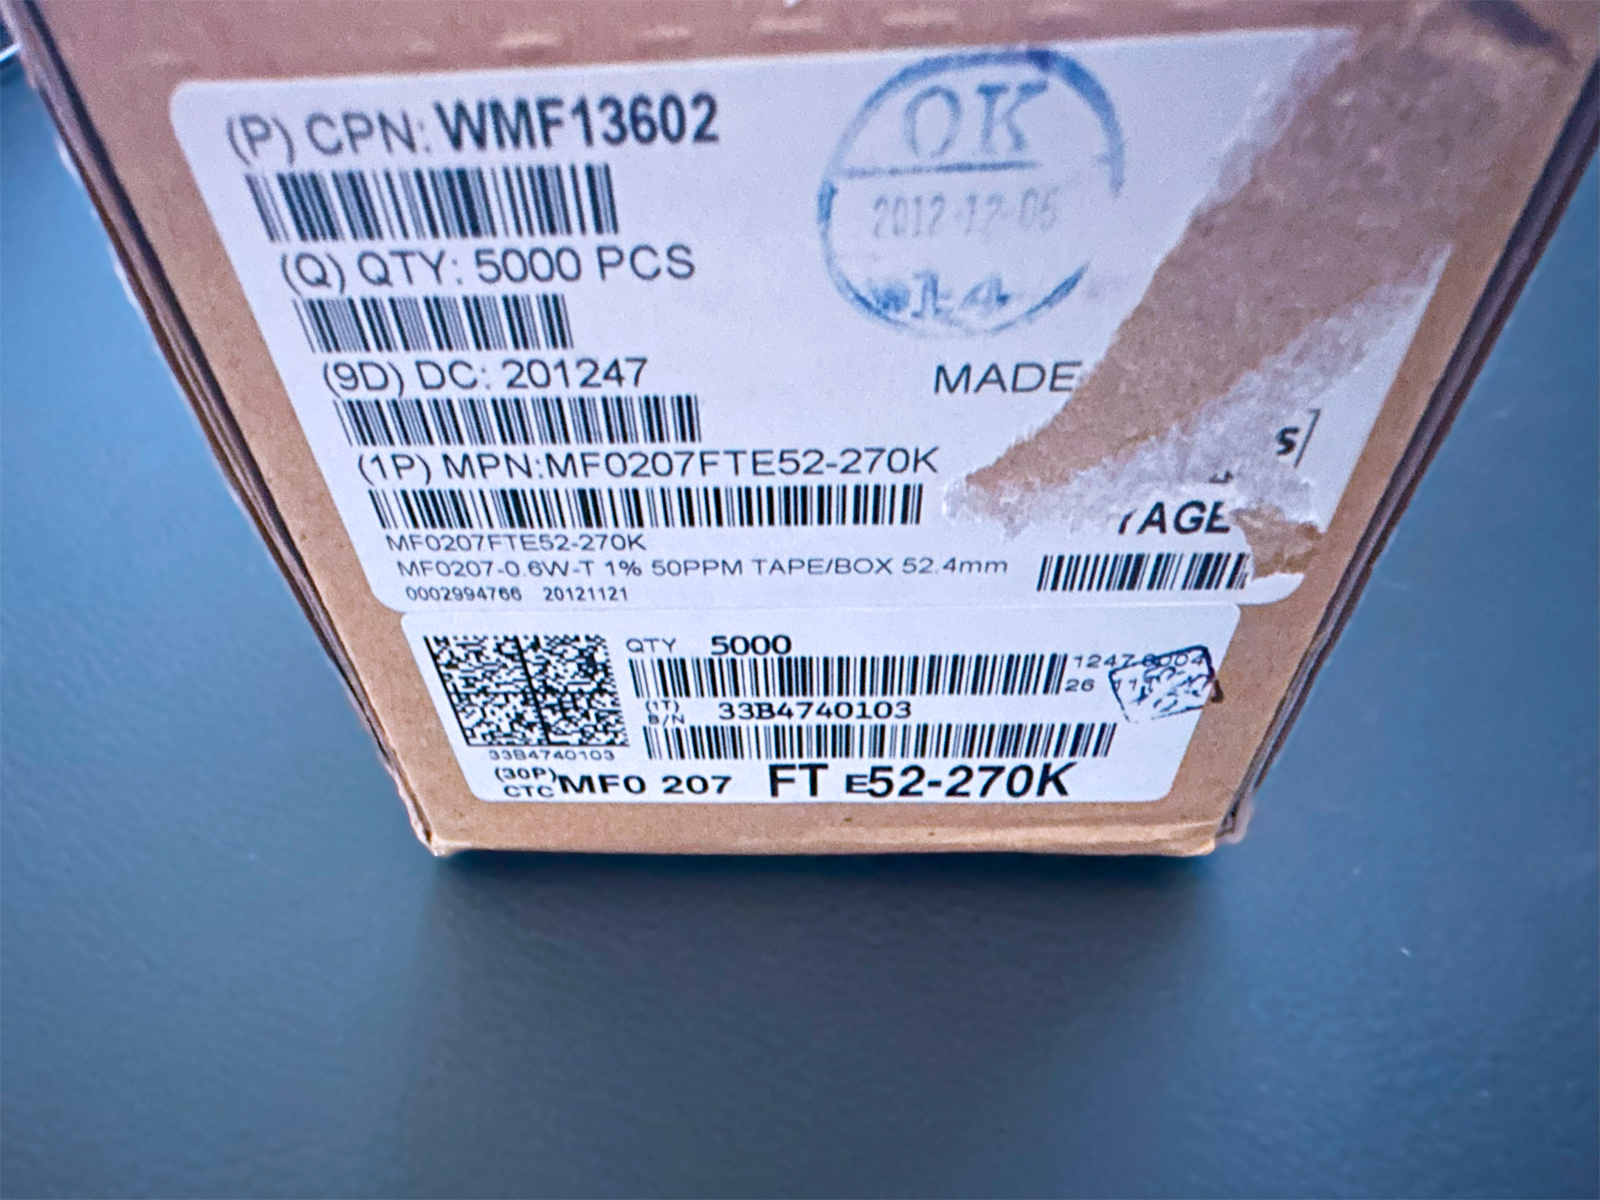 (P) CPN: WMF13602
OK
2012-12-05
(Q) QTY: 5000 PCS
(9D) DC: 201247
MADE
(1P) MPN:MF0207FTE52-270K
MF0207FTE52-270K
MF0207-0.6W-T 1% 50PPM TAPE/BOX 52.4mm
0002994766 20121121
QTY 5000
26
(1T) B/N 33B4740103
33B4740103
(30P) CTC MF0 207 FT E52-270K